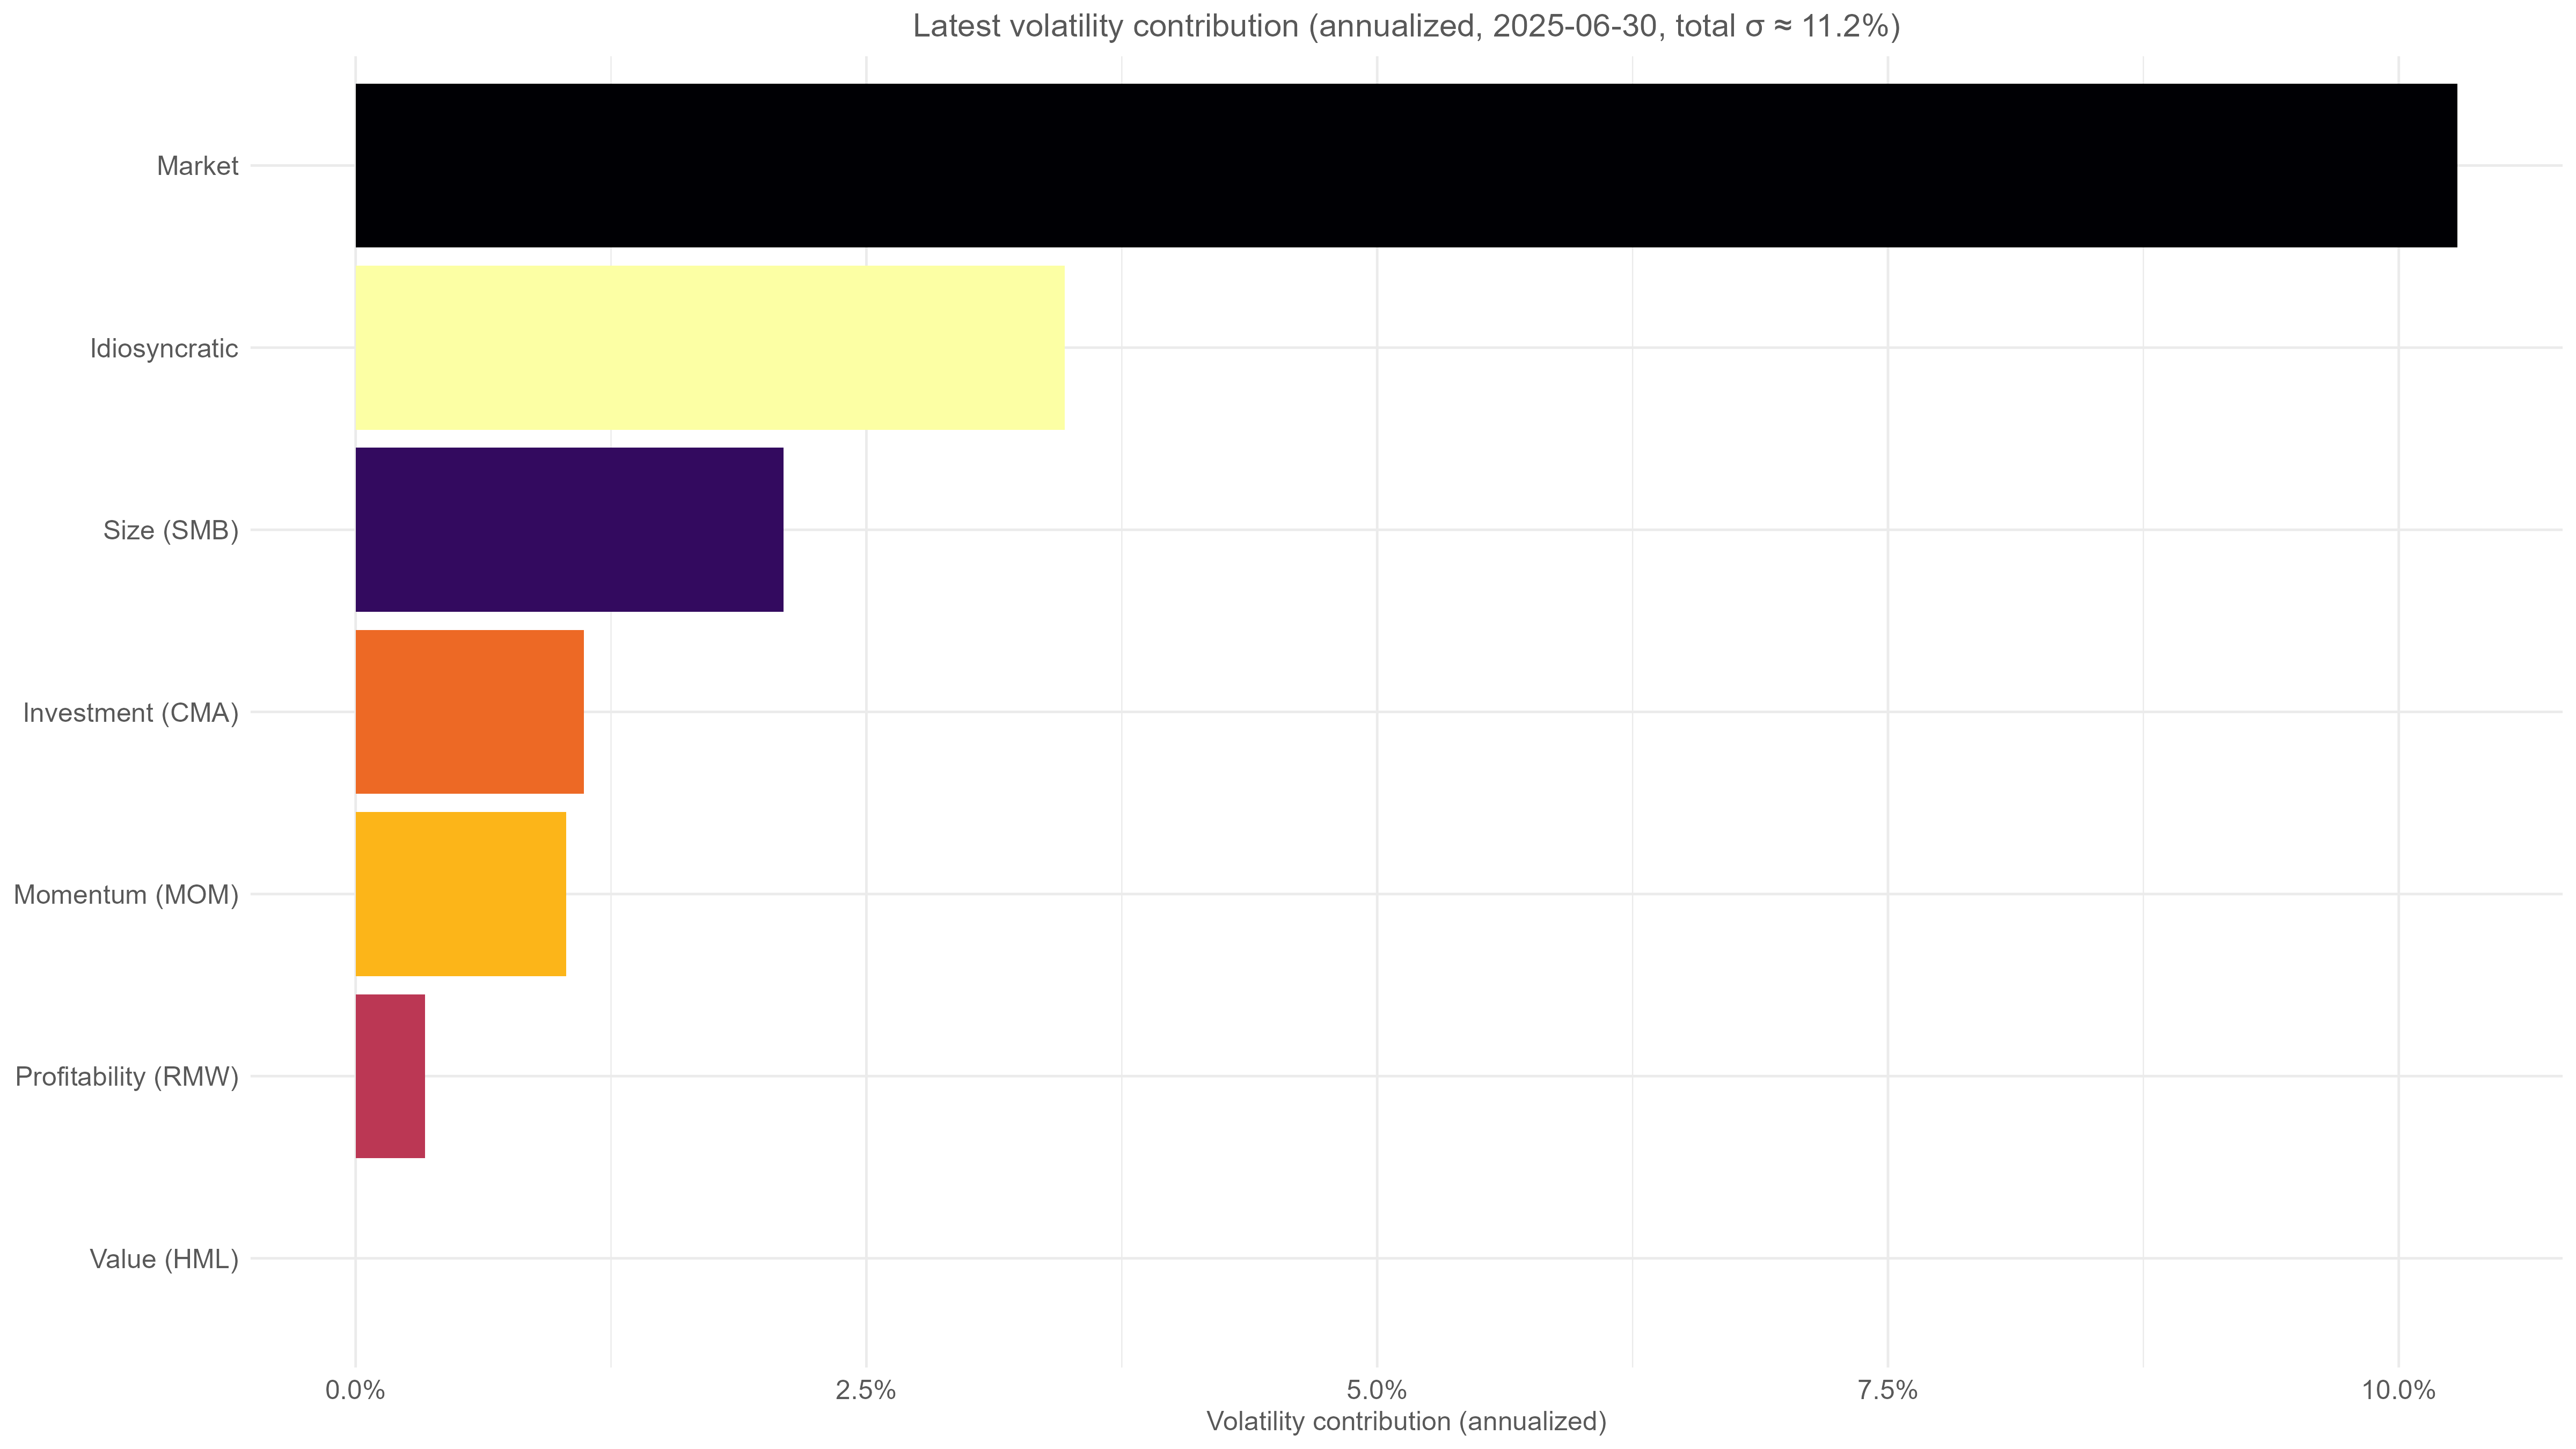 Latest volatility contribution (annualized, 2025-06-30, total σ ≈ 11.2%)
Market
Idiosyncratic
Size (SMB)
Investment (CMA)
Momentum (MOM)
Profitability (RMW)
Value (HML)
0.0% 2.5% 5.0% 7.5% 10.0%
Volatility contribution (annualized)